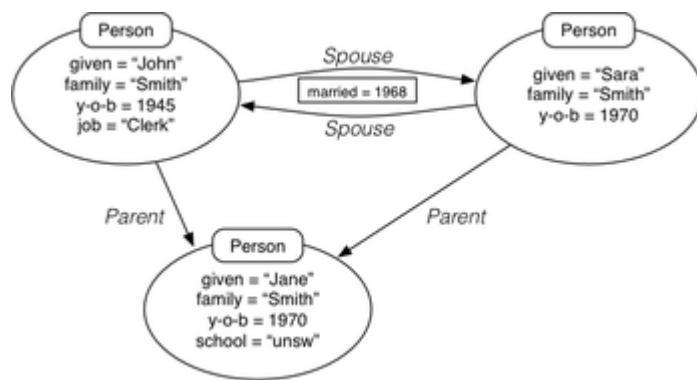 Person
given = “John”
family = “Smith”
y-o-b = 1945
job = “Clerk”
Spouse
married = 1968
Spouse
Person
given = “Sara”
family = “Smith”
y-o-b = 1970
Parent
Parent
Person
given = “Jane”
family = “Smith”
y-o-b = 1970
school = “unsw”